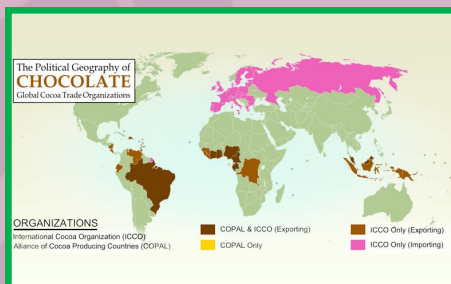 The Political Geography of
CHOCOLATE
Global Cocoa Trade Organizations
ORGANIZATIONS
International Cocoa Organization (ICCO)
Alliance of Cocoa Producing Countries (COPAL)
COPAL & ICCO (Exporting)
COPAL Only
ICCO Only (Exporting)
ICCO Only (Importing)